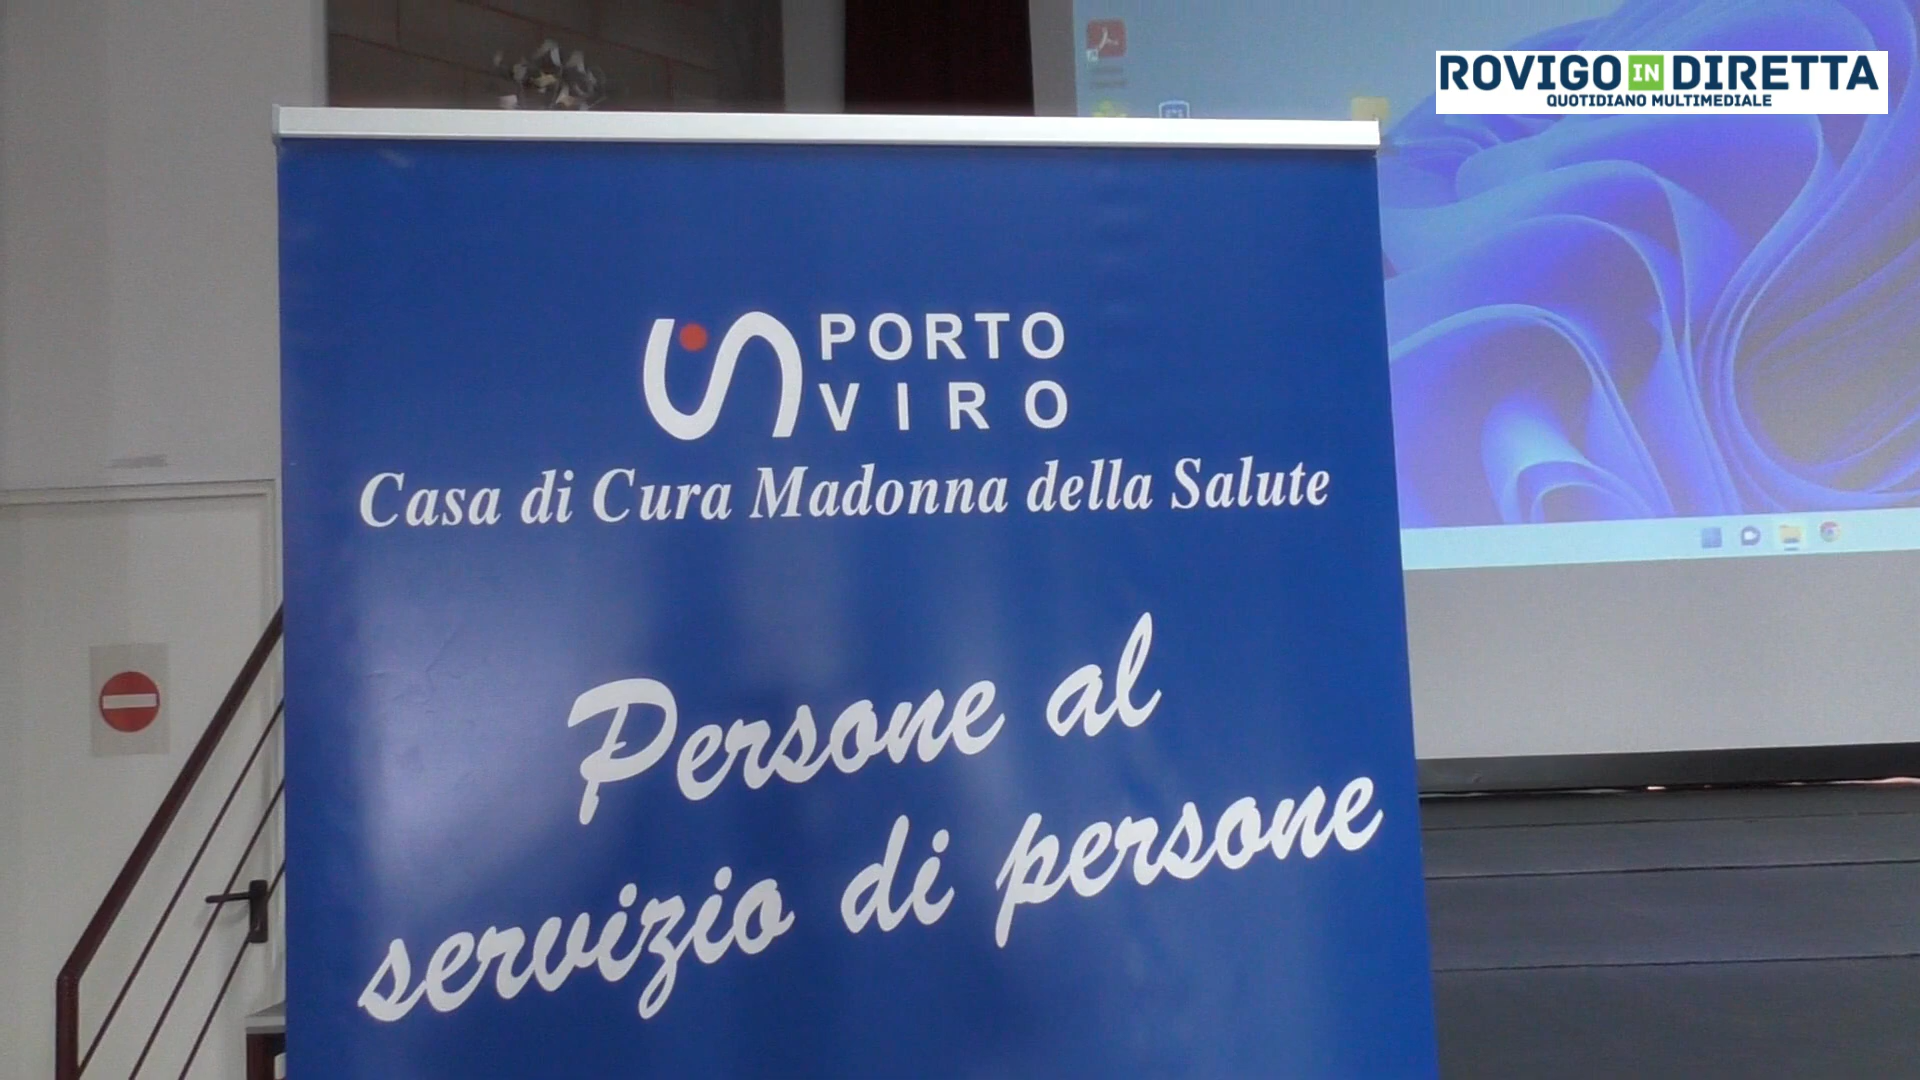 ROVIGO IN DIRETTA
QUOTIDIANO MULTIMEDIALE
PORTO
VIRO
Casa di Cura Madonna della Salute
Persone al
servizio di persone